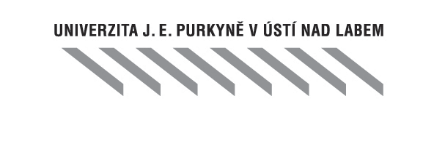 UNIVERZITA J. E. PURKYNĚ V ÚSTÍ NAD LABEM